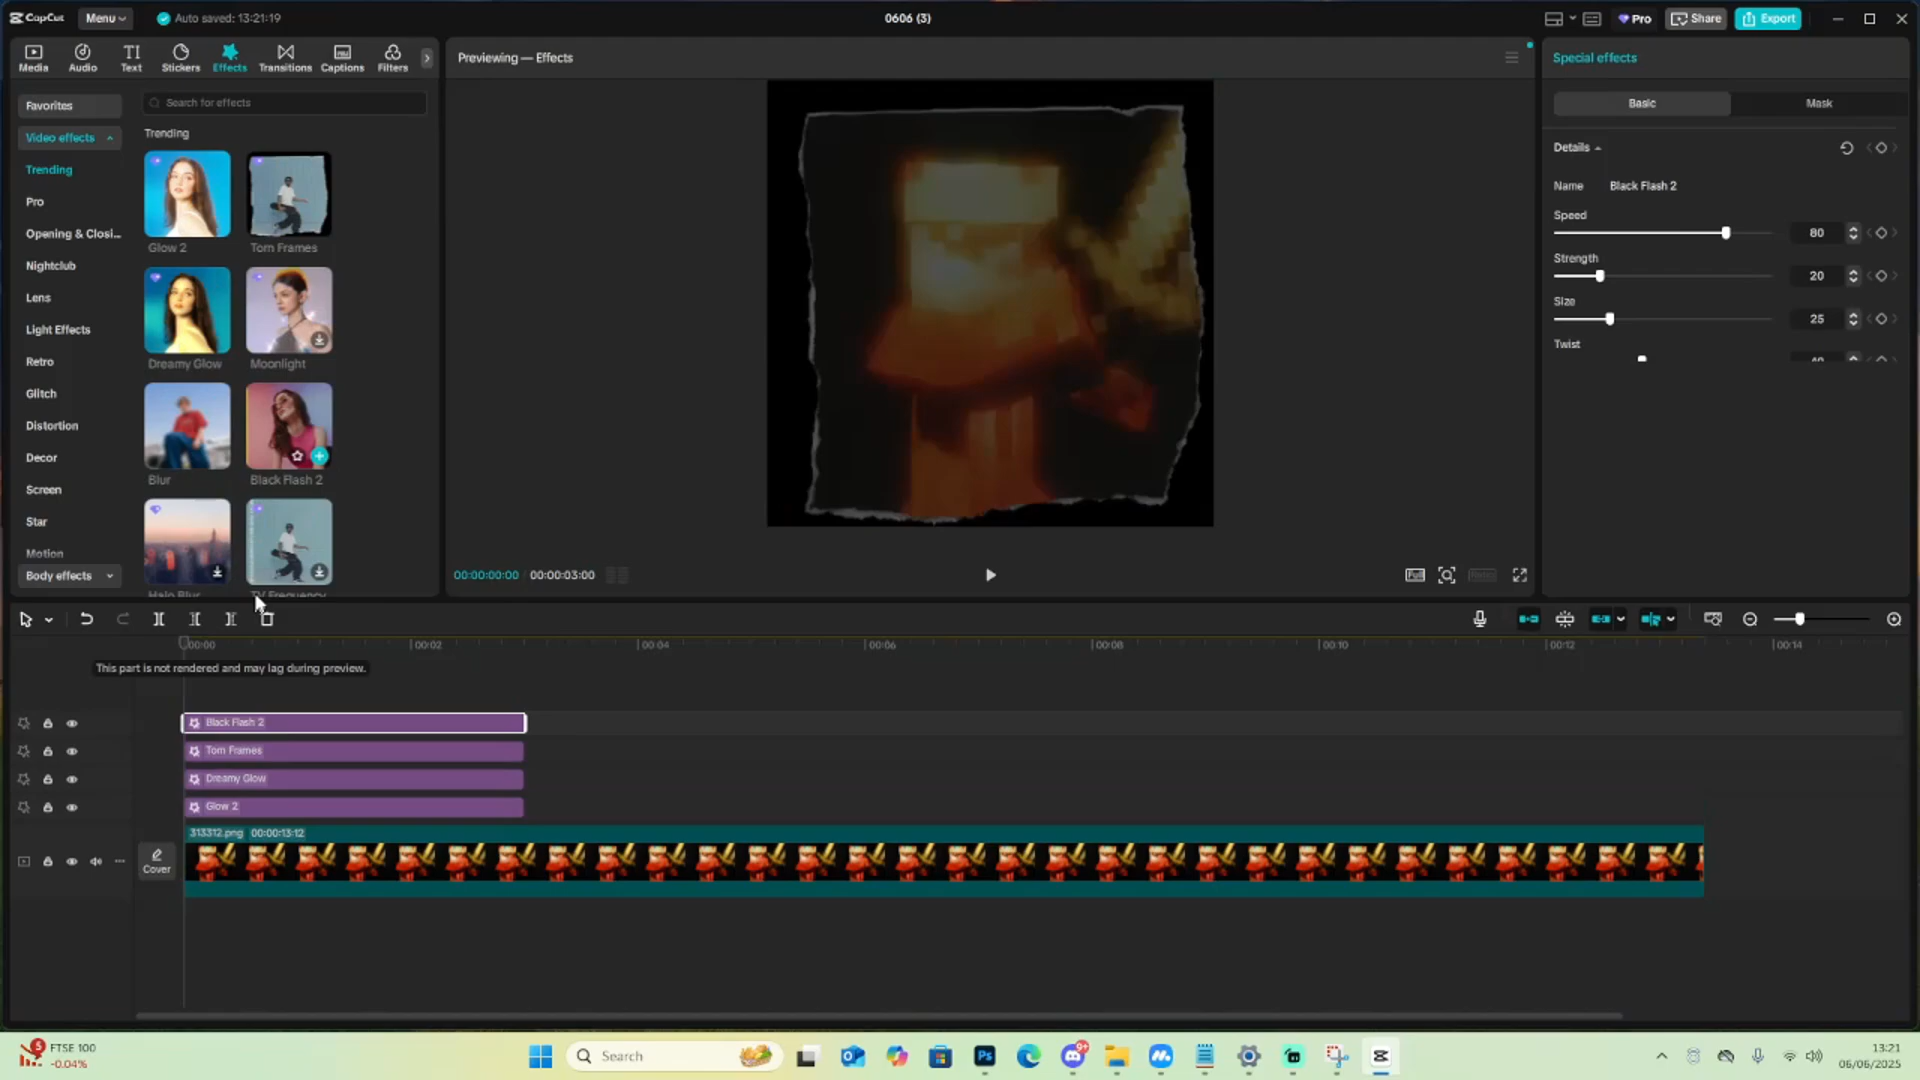 CapCut
Menu
Auto saved: 13:21:19
0606 (3)
Pro
Share
Export
Media
Audio
TI
Text
Stickers
Effects
Transitions
Captions
Filters
Previewing — Effects
Special effects
Favorites
Search for effects
Basic
Mask
Video effects
Trending
Details
Trending
Name
Black Flash 2
Pro
Speed
80
Opening & Closi...
Glow 2
Torn Frames
Strength
20
Nightclub
Lens
Size
25
Light Effects
Twist
Retro
Dreamy Glow
Moonlight
Glitch
Distortion
Decor
Blur
Black Flash 2
Screen
Star
Motion
Body effects
Halo Blur
TV Frequency
00:00:00:00 / 00:00:03:00
Full
Ratio
00:00
00:02
00:04
00:06
00:08
00:10
00:12
00:14
This part is not rendered and may lag during preview.
Black Flash 2
Torn Frames
Dreamy Glow
Glow 2
313312.png 00:00:13:12
Cover
5
FTSE 100
-0.04%
Search
Ps
9+
13:21
06/06/2025